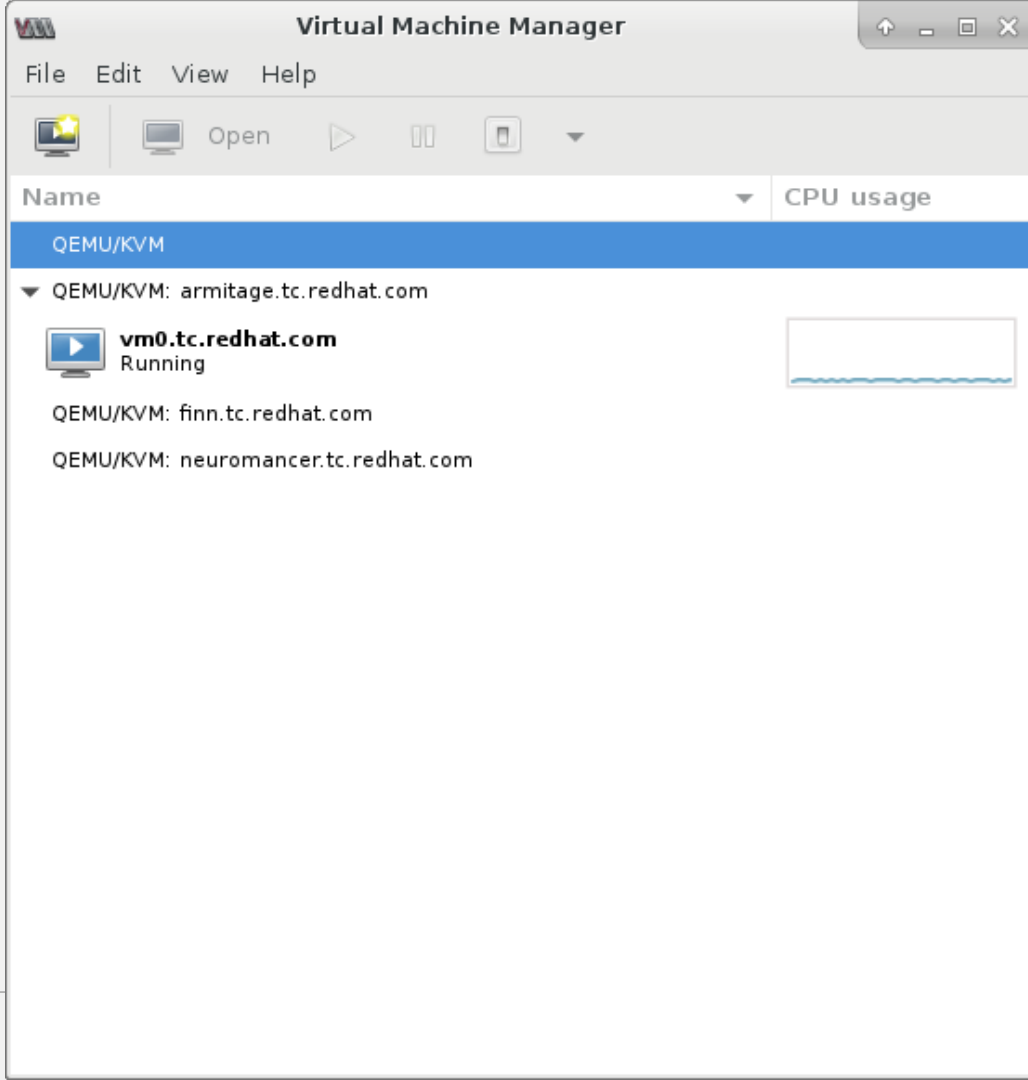 Virtual Machine Manager
File Edit View Help
Open
Name CPU usage
QEMU/KVM
QEMU/KVM: armitage.tc.redhat.com
vm0.tc.redhat.com
Running
QEMU/KVM: finn.tc.redhat.com
QEMU/KVM: neuromancer.tc.redhat.com